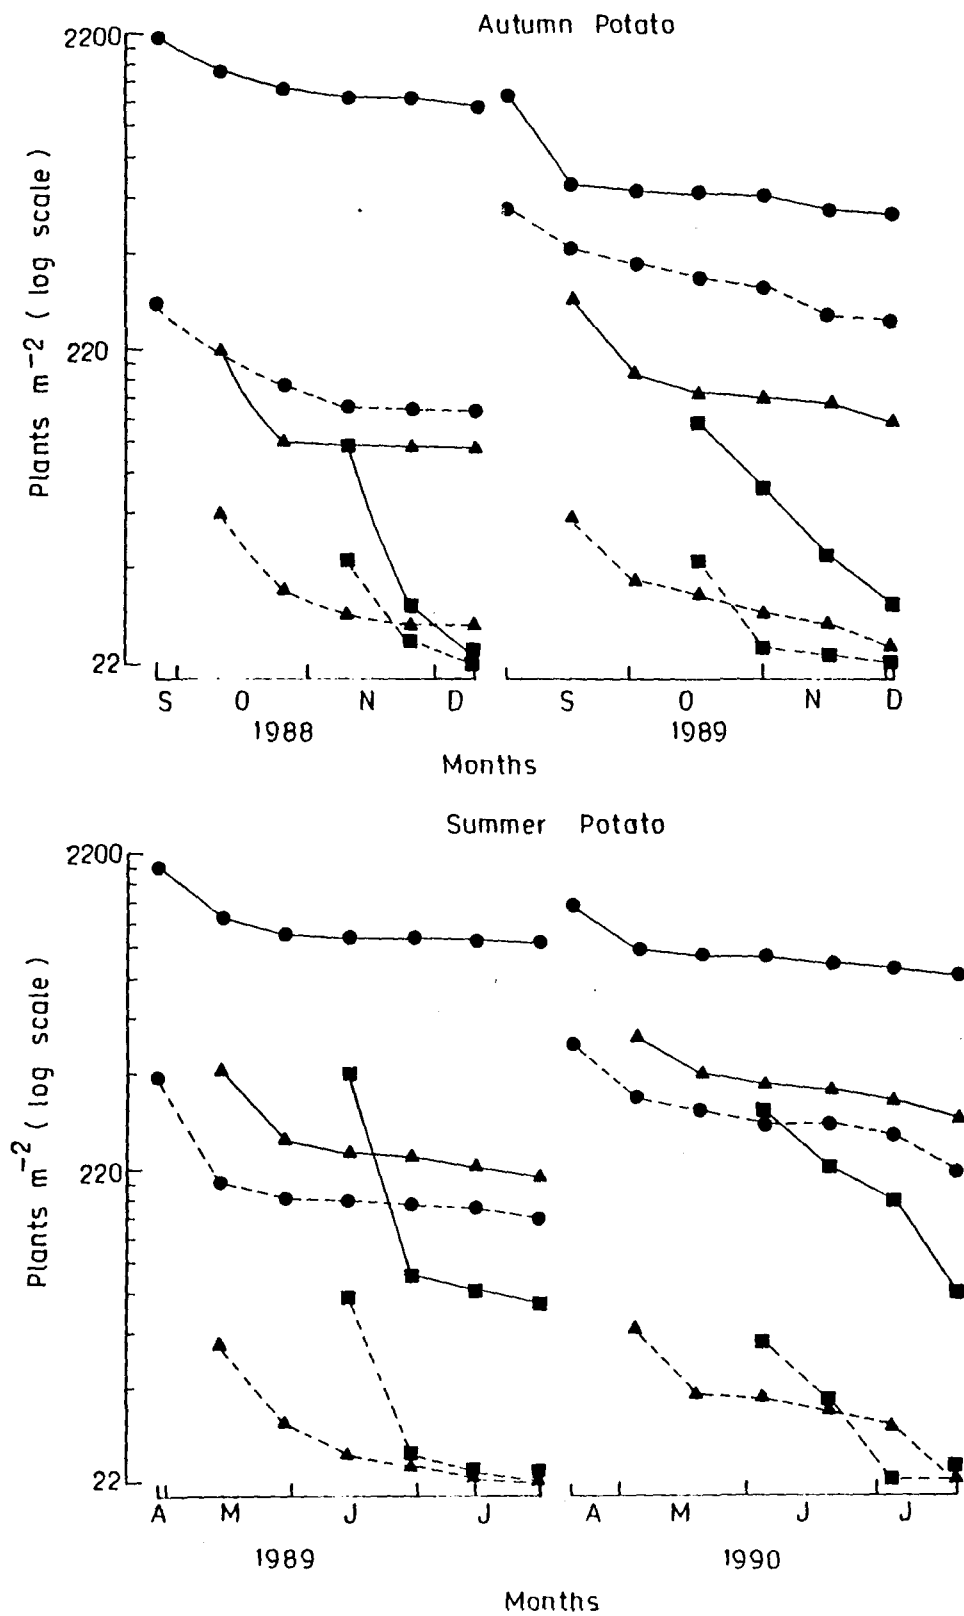 Autumn Potato
2200
220
22
Plants m⁻² ( log scale )
S O N D S O N D
1988 1989
Months
Summer Potato
2200
220
22
Plants m⁻² ( log scale )
A M J J A M J J
1989 1990
Months